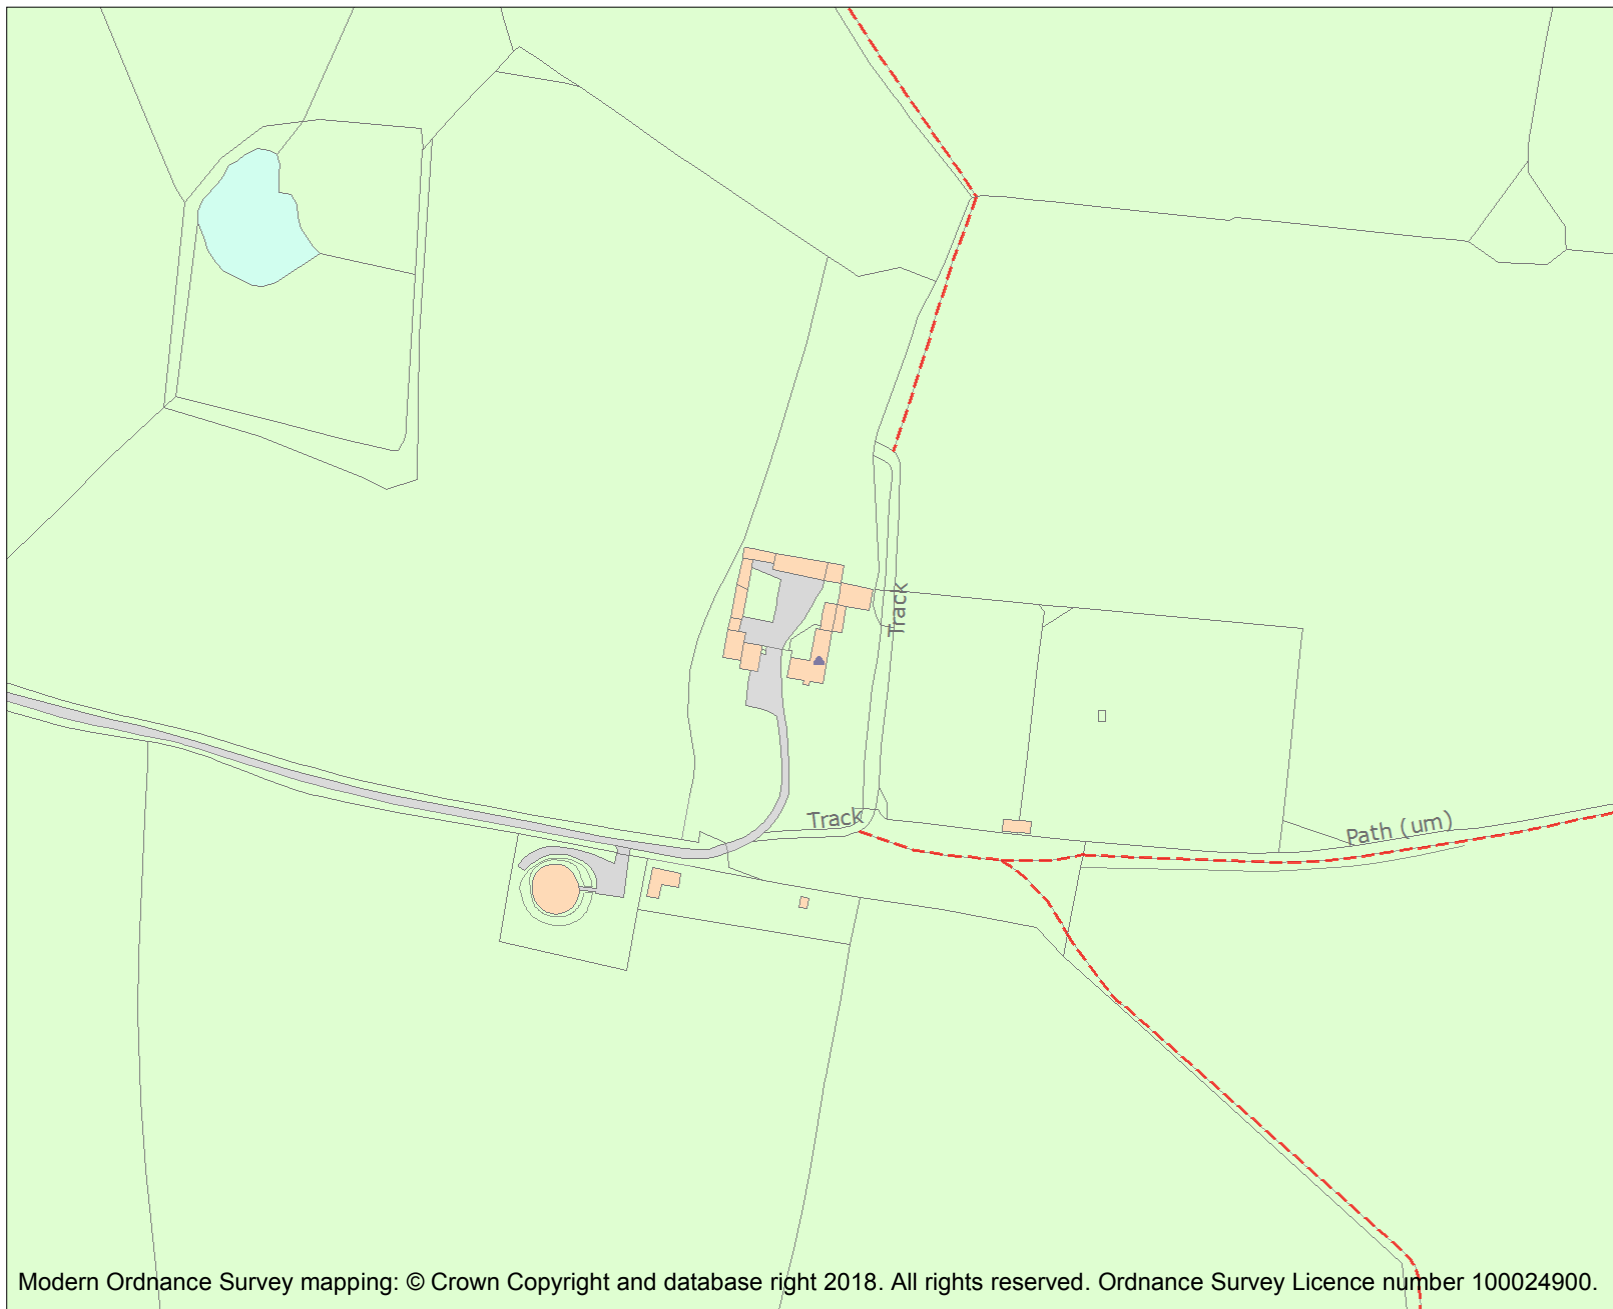 Track
Track
Path (um)
Modern Ordnance Survey mapping: © Crown Copyright and database right 2018. All rights reserved. Ordnance Survey Licence number 100024900.